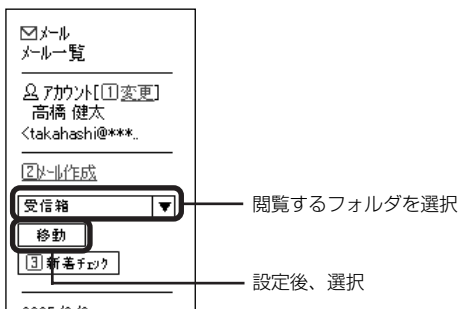 メール
メール一覧
アカウント[1変更]
高橋 健太
<takahashi@***..
2メール作成
受信箱 ▼
閲覧するフォルダを選択
移動
3 新着チェック
設定後、選択